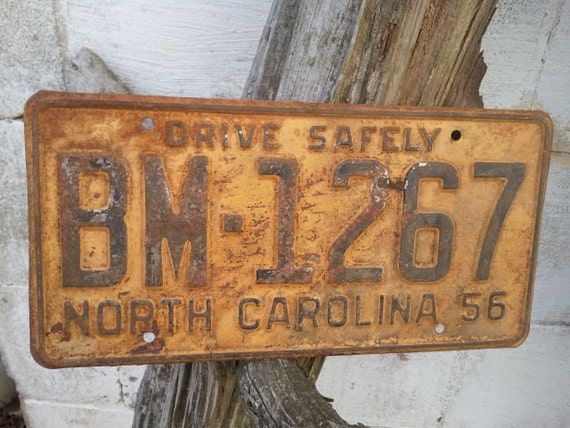 DRIVE SAFELY
BM-1267
NORTH CAROLINA 56